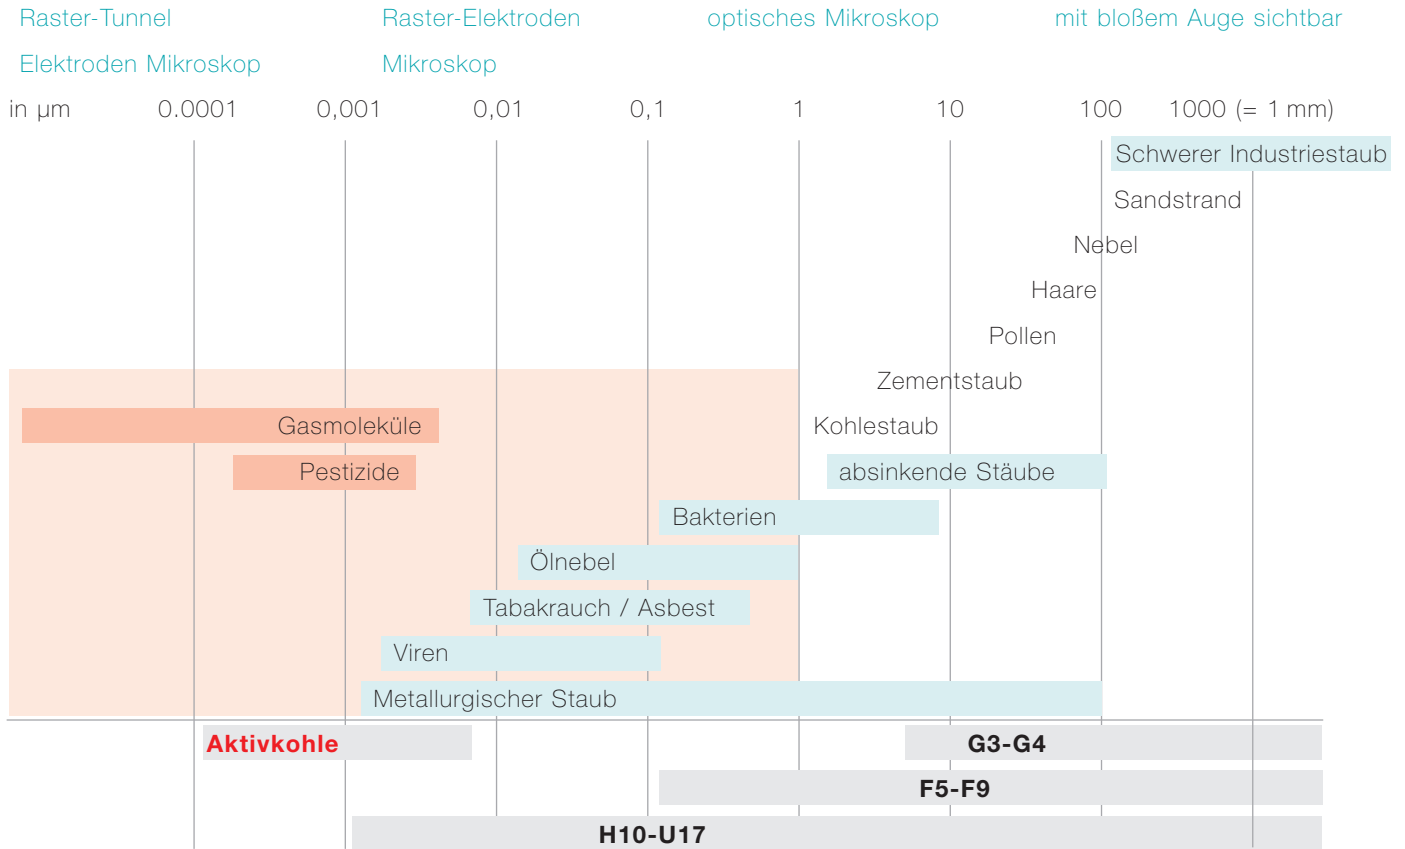 Raster-Tunnel Raster-Elektroden optisches Mikroskop mit bloßem Auge sichtbar
Elektroden Mikroskop Mikroskop
in µm 0.0001 0,001 0,01 0,1 1 10 100 1000 (= 1 mm)
Schwerer Industriestaub
Sandstrand
Nebel
Haare
Pollen
Zementstaub
Gasmoleküle Kohlestaub
Pestizide absinkende Stäube
Bakterien
Ölnebel
Tabakrauch / Asbest
Viren
Metallurgischer Staub
Aktivkohle G3-G4
F5-F9
H10-U17